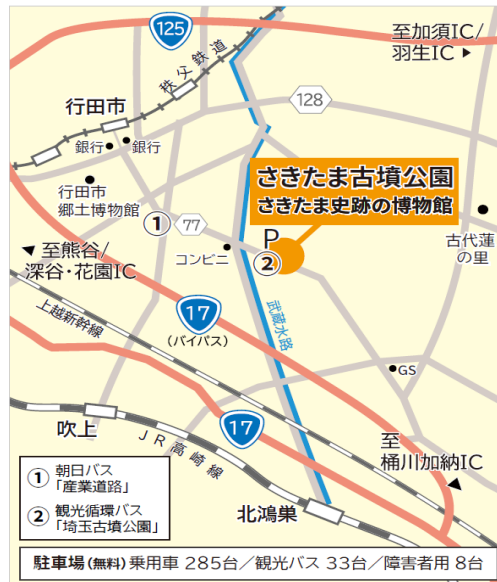 125
至加須IC/
羽生IC ▶
秩父鉄道
128
行田市
銀行
銀行
さきたま古墳公園
さきたま史跡の博物館
行田市
郷土博物館
① 77
P
②
コンビニ
古代蓮
の里
◀ 至熊谷/
深谷・花園IC
17
(バイパス)
上越新幹線
武蔵水路
GS
17
吹上
JR高崎線
至
桶川加納IC
北鴻巣
① 朝日バス
「産業道路」
② 観光循環バス
「埼玉古墳公園」
駐車場(無料) 乗用車 285台／観光バス 33台／障害者用 8台